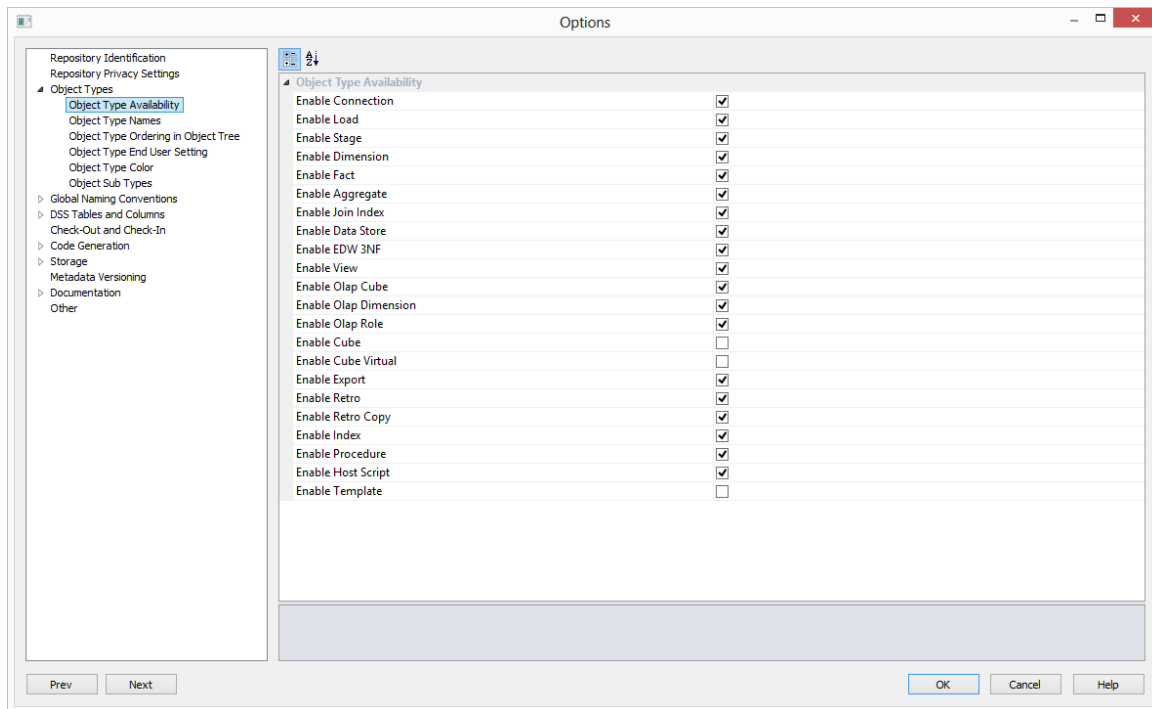 Options
Repository Identification
Repository Privacy Settings
Object Types
Object Type Availability
Object Type Names
Object Type Ordering in Object Tree
Object Type End User Setting
Object Type Color
Object Sub Types
Global Naming Conventions
DSS Tables and Columns
Check-Out and Check-In
Code Generation
Storage
Metadata Versioning
Documentation
Other
A
Z
Object Type Availability
Enable Connection
Enable Load
Enable Stage
Enable Dimension
Enable Fact
Enable Aggregate
Enable Join Index
Enable Data Store
Enable EDW 3NF
Enable View
Enable Olap Cube
Enable Olap Dimension
Enable Olap Role
Enable Cube
Enable Cube Virtual
Enable Export
Enable Retro
Enable Retro Copy
Enable Index
Enable Procedure
Enable Host Script
Enable Template
Prev Next OK Cancel Help